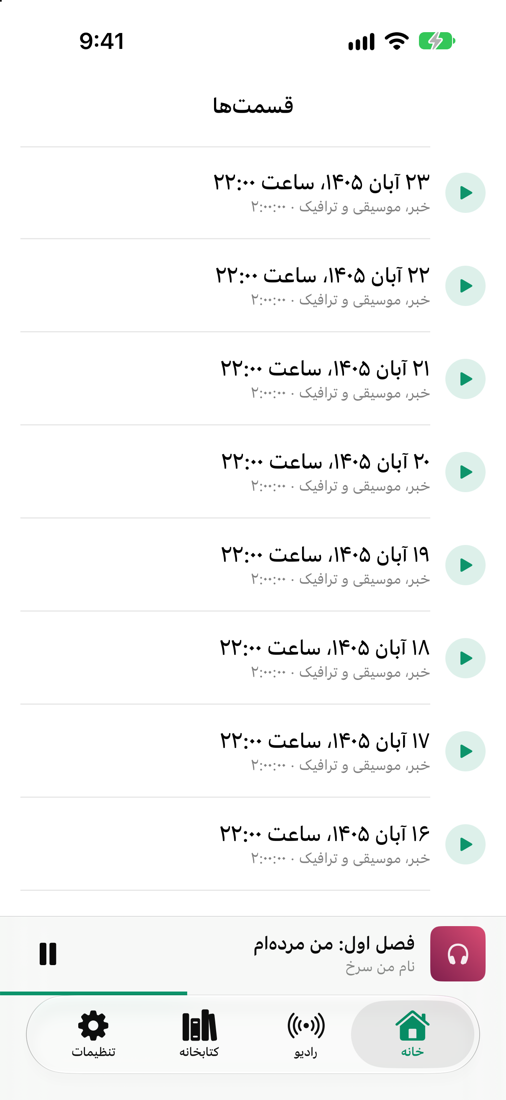 9:41
قسمت‌ها
۲۳ آبان ۱۴۰۵، ساعت ۲۲:۰۰
خبر، موسیقی و ترافیک · ۲:۰۰:۰۰
۲۲ آبان ۱۴۰۵، ساعت ۲۲:۰۰
خبر، موسیقی و ترافیک · ۲:۰۰:۰۰
۲۱ آبان ۱۴۰۵، ساعت ۲۲:۰۰
خبر، موسیقی و ترافیک · ۲:۰۰:۰۰
۲۰ آبان ۱۴۰۵، ساعت ۲۲:۰۰
خبر، موسیقی و ترافیک · ۲:۰۰:۰۰
۱۹ آبان ۱۴۰۵، ساعت ۲۲:۰۰
خبر، موسیقی و ترافیک · ۲:۰۰:۰۰
۱۸ آبان ۱۴۰۵، ساعت ۲۲:۰۰
خبر، موسیقی و ترافیک · ۲:۰۰:۰۰
۱۷ آبان ۱۴۰۵، ساعت ۲۲:۰۰
خبر، موسیقی و ترافیک · ۲:۰۰:۰۰
۱۶ آبان ۱۴۰۵، ساعت ۲۲:۰۰
خبر، موسیقی و ترافیک · ۲:۰۰:۰۰
فصل اول: من مرده‌ام
نام من سرخ
خانه
رادیو
کتابخانه
تنظیمات